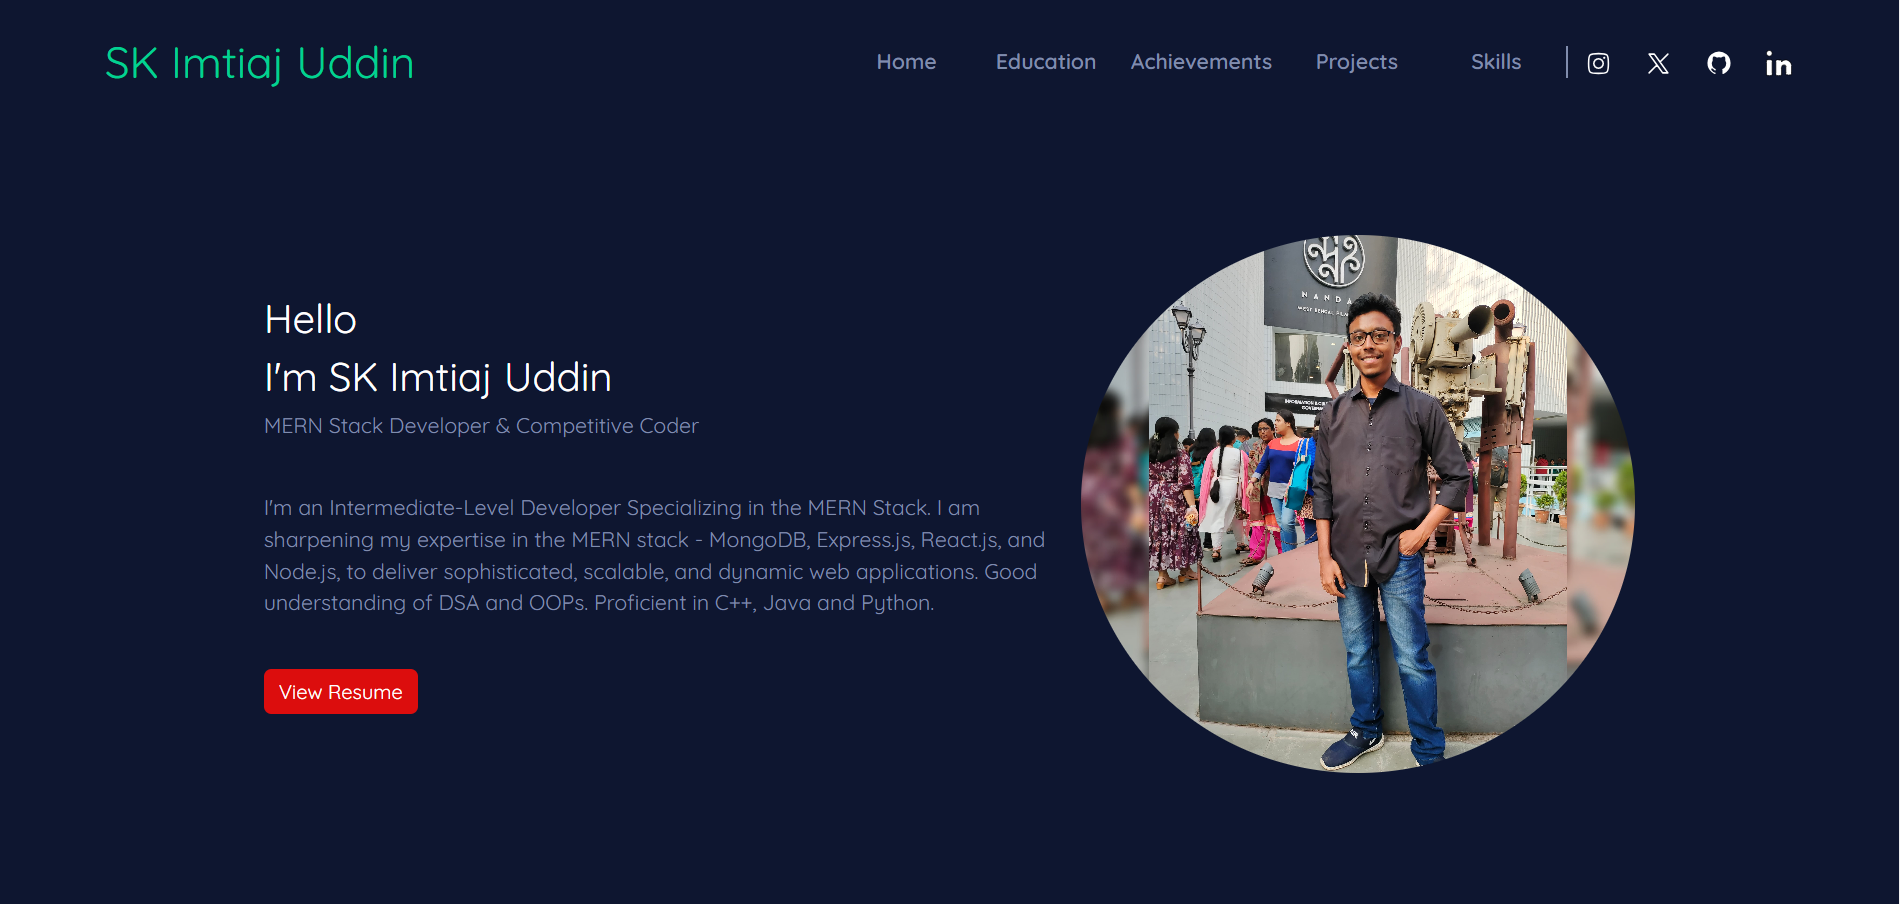 SK Imtiaj Uddin
Home Education Achievements Projects Skills
Hello
I'm SK Imtiaj Uddin
MERN Stack Developer & Competitive Coder
I'm an Intermediate-Level Developer Specializing in the MERN Stack. I am
sharpening my expertise in the MERN stack - MongoDB, Express.js, React.js, and
Node.js, to deliver sophisticated, scalable, and dynamic web applications. Good
understanding of DSA and OOPs. Proficient in C++, Java and Python.
View Resume
NANDA
WEST BENGAL